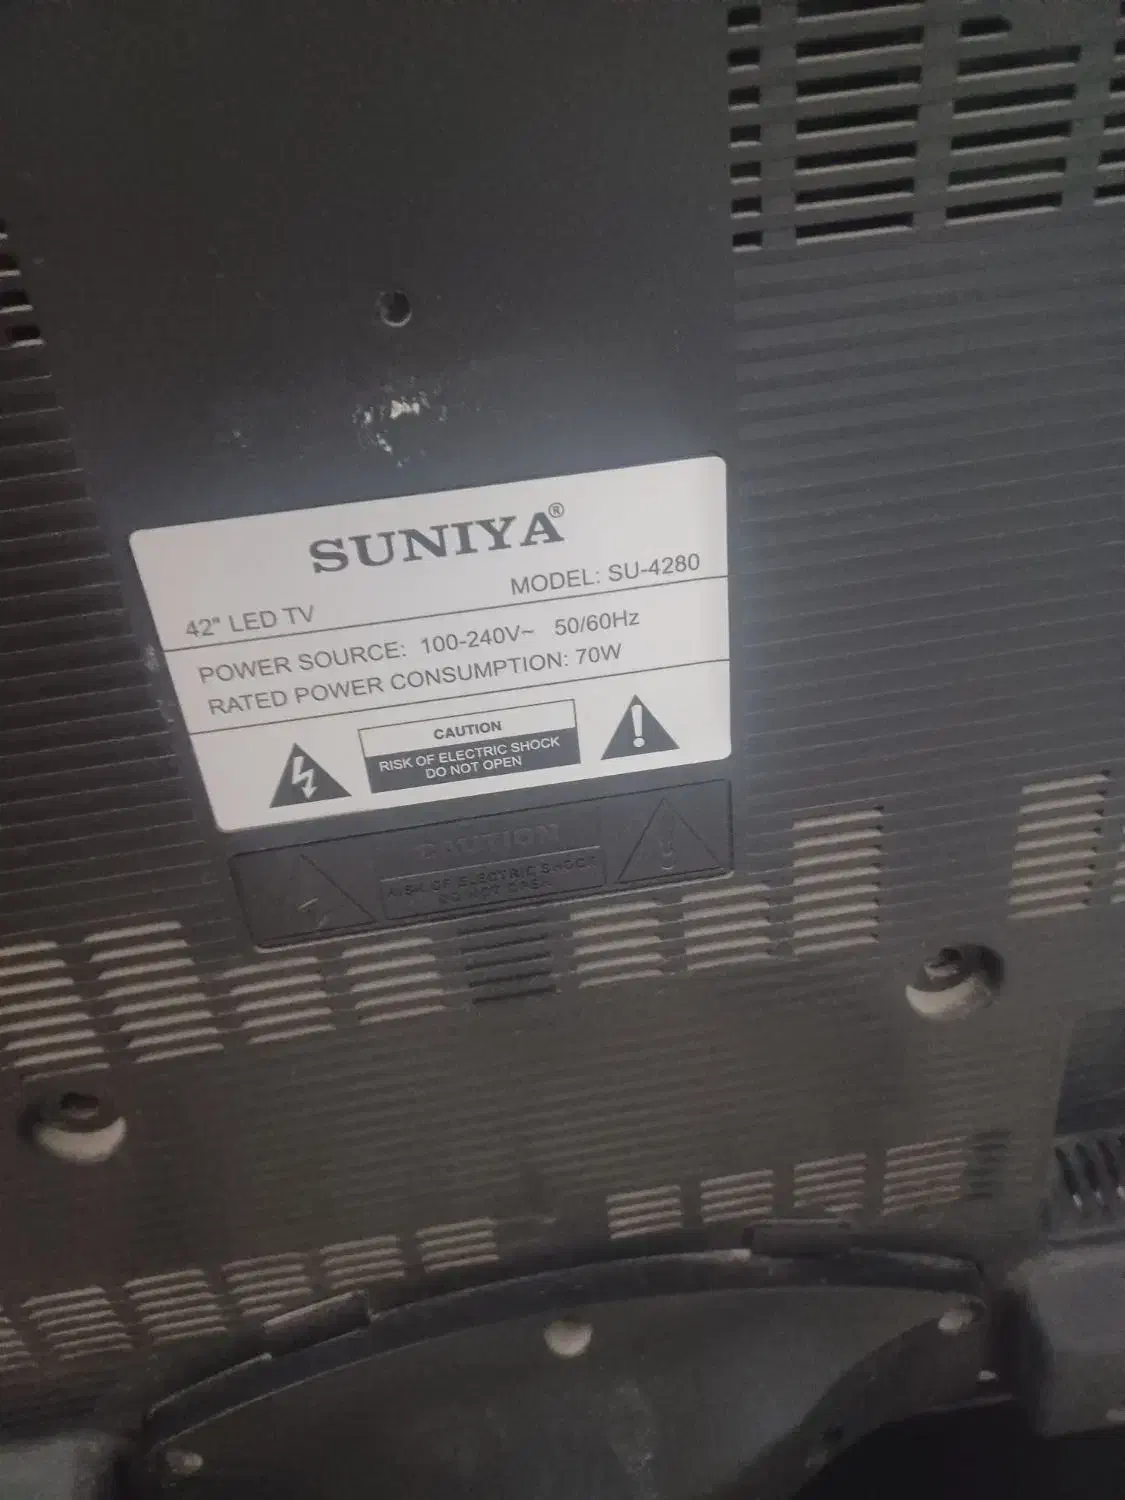 SUNIYA®
42" LED TV MODEL: SU-4280
POWER SOURCE: 100-240V~ 50/60Hz
RATED POWER CONSUMPTION: 70W
CAUTION
RISK OF ELECTRIC SHOCK
DO NOT OPEN
CAUTION
RISK OF ELECTRIC SHOCK
DO NOT OPEN